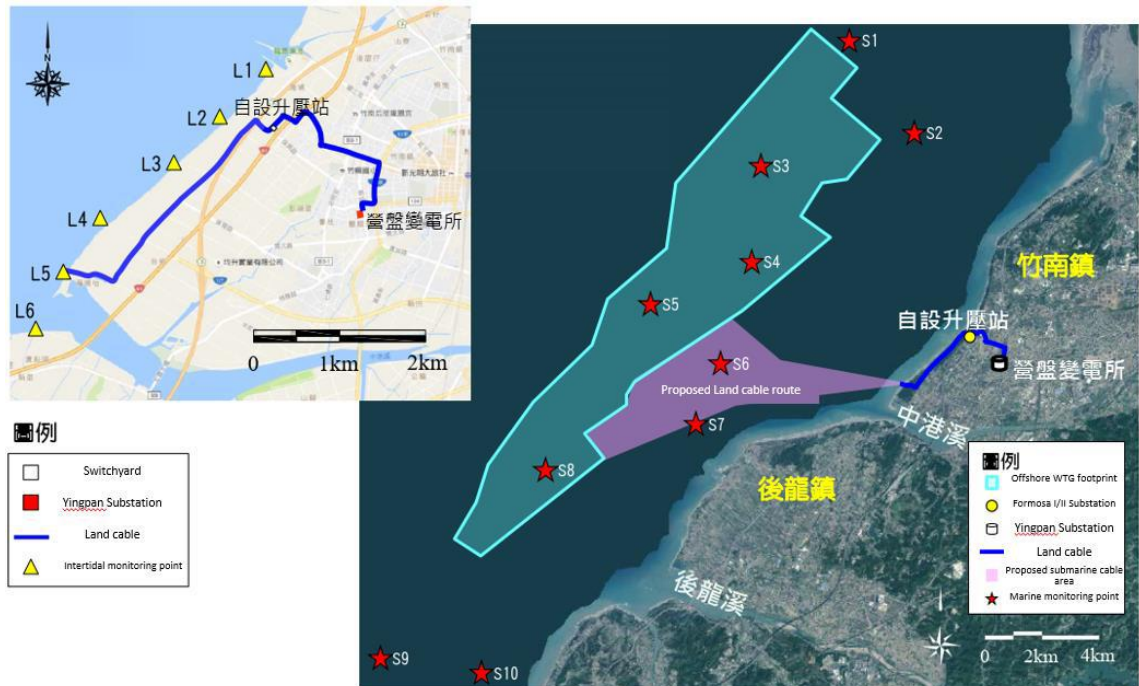 N
L1
L2
自設升壓站
L3
L4
營盤變電所
L5
L6
0
1km
2km
圖例
Switchyard
Yingpan Substation
Land cable
Intertidal monitoring point
S1
S2
S3
S4
S5
S6
Proposed Land cable route
S7
S8
S9
S10
竹南鎮
自設升壓站
營盤變電所
中港溪
後龍鎮
後龍溪
圖例
Offshore WTG footprint
Formosa I/II Substation
Yingpan Substation
Land cable
Proposed submarine cable
area
Marine monitoring point
0 2km 4km